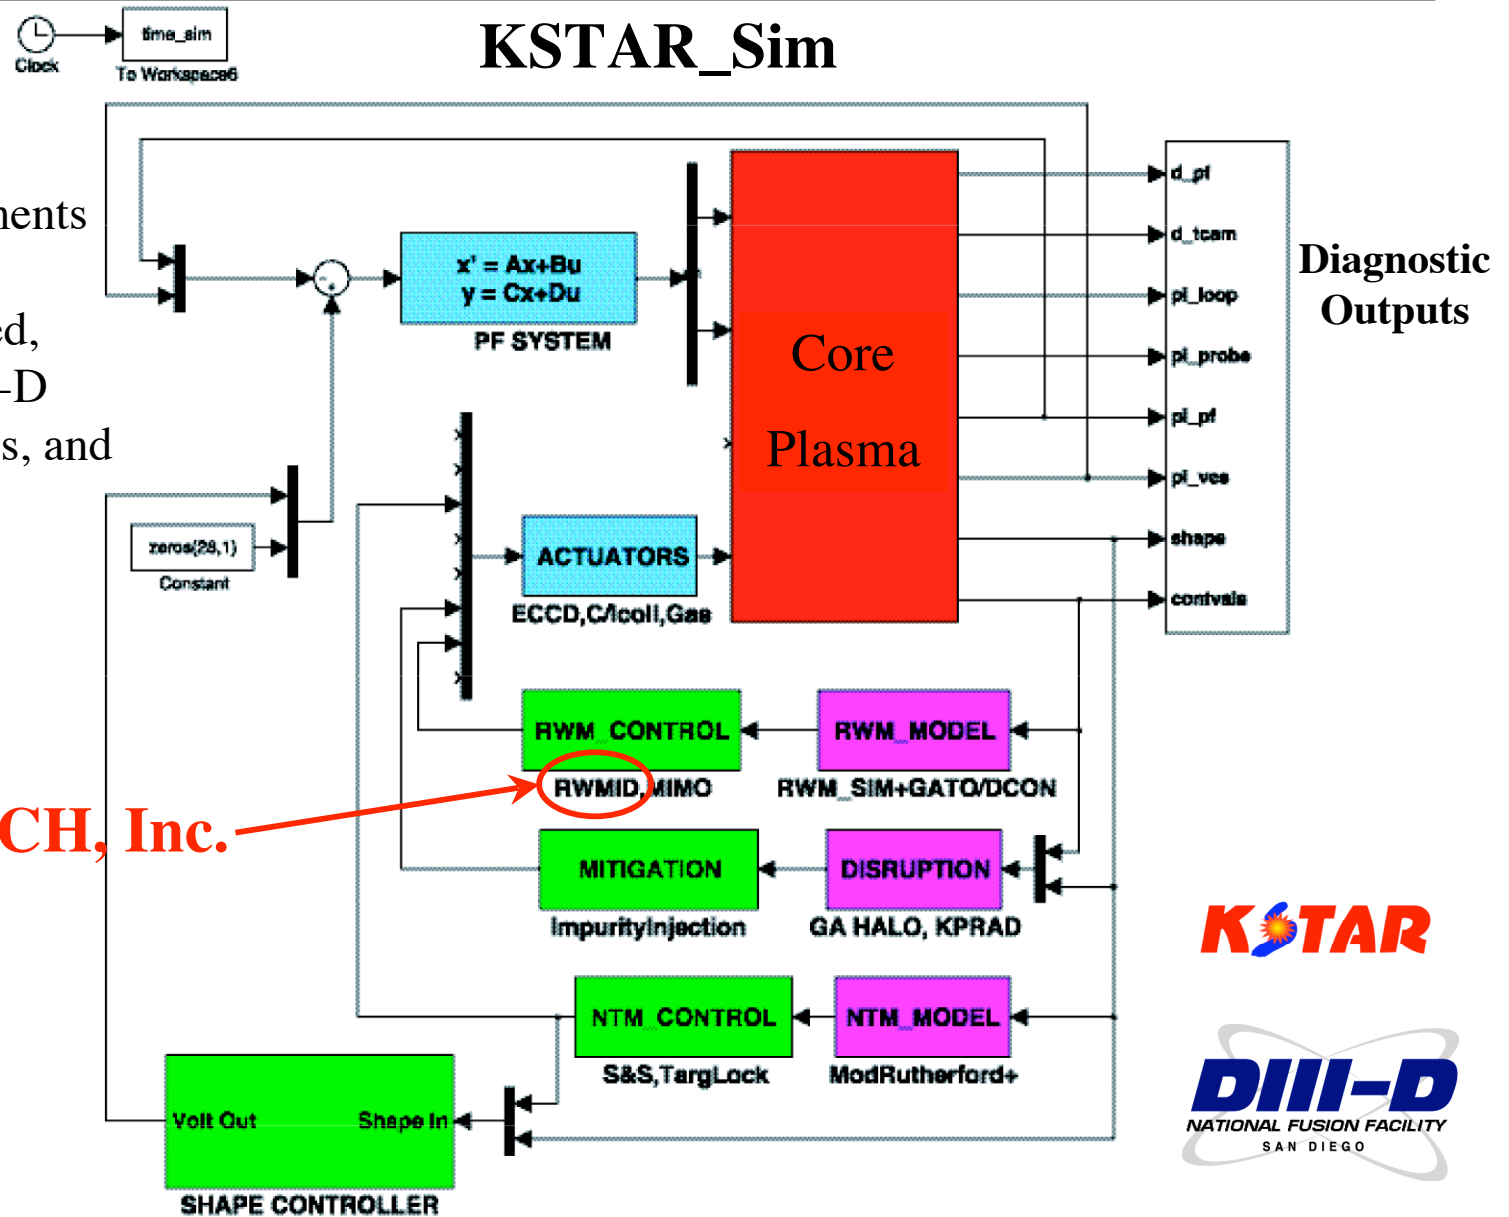 KSTAR_Sim
time_sim
Clock
To Workspace6
ments
ed,
-D
s, and
x' = Ax+Bu
y = Cx+Du
PF SYSTEM
Core
Plasma
d_pf
d_tcam
pl_loop
pl_probe
pl_pf
pl_ves
shape
contvals
Diagnostic
Outputs
zeros(28,1)
Constant
ACTUATORS
ECCD,C/Icoil,Gas
RWM_CONTROL
RWMID,MIMO
RWM_MODEL
RWM_SIM+GATO/DCON
CH, Inc.
MITIGATION
ImpurityInjection
DISRUPTION
GA HALO, KPRAD
NTM_CONTROL
S&S,TargLock
NTM_MODEL
ModRutherford+
Volt Out
Shape In
SHAPE CONTROLLER
KSTAR
DIII-D
NATIONAL FUSION FACILITY
SAN DIEGO